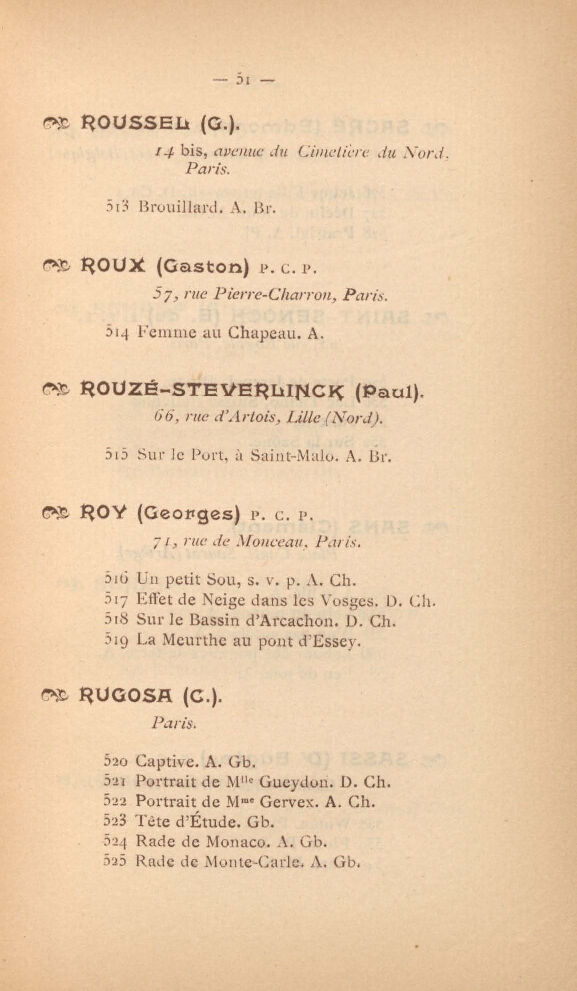 — 51 —
ROUSSEL (G.).
14 bis, avenue du Cimetière du Nord,
Paris.
513 Brouillard. A. Br.
ROUX (Gaston) P. C. P.
57, rue Pierre-Charron, Paris.
514 Femme au Chapeau. A.
ROUZÉ-STEVERLINCK (Paul).
66, rue d'Artois, Lille (Nord).
515 Sur le Port, à Saint-Malo. A. Br.
ROY (Georges) P. C. P.
71, rue de Monceau, Paris.
516 Un petit Sou, s. v. p. A. Ch.
517 Effet de Neige dans les Vosges. D. Ch.
518 Sur le Bassin d'Arcachon. D. Ch.
519 La Meurthe au pont d'Essey.
RUGOSA (C.).
Paris.
520 Captive. A. Gb.
521 Portrait de Mlle Gueydon. D. Ch.
522 Portrait de Mme Gervex. A. Ch.
523 Tête d'Étude. Gb.
524 Rade de Monaco. A. Gb.
525 Rade de Monte-Carle. A. Gb.